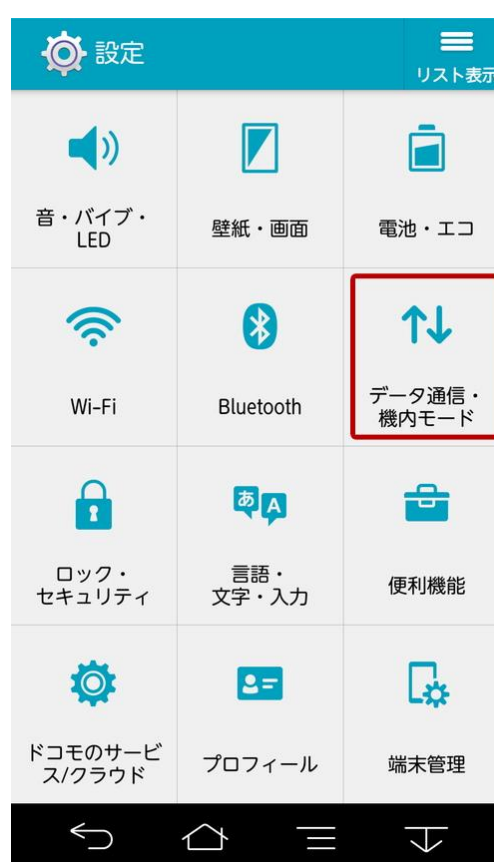 設定
リスト表示
音・バイブ・
LED
壁紙・画面
電池・エコ
Wi-Fi
Bluetooth
データ通信・
機内モード
ロック・
セキュリティ
あA
言語・
文字・入力
便利機能
ドコモのサービ
ス/クラウド
プロフィール
端末管理